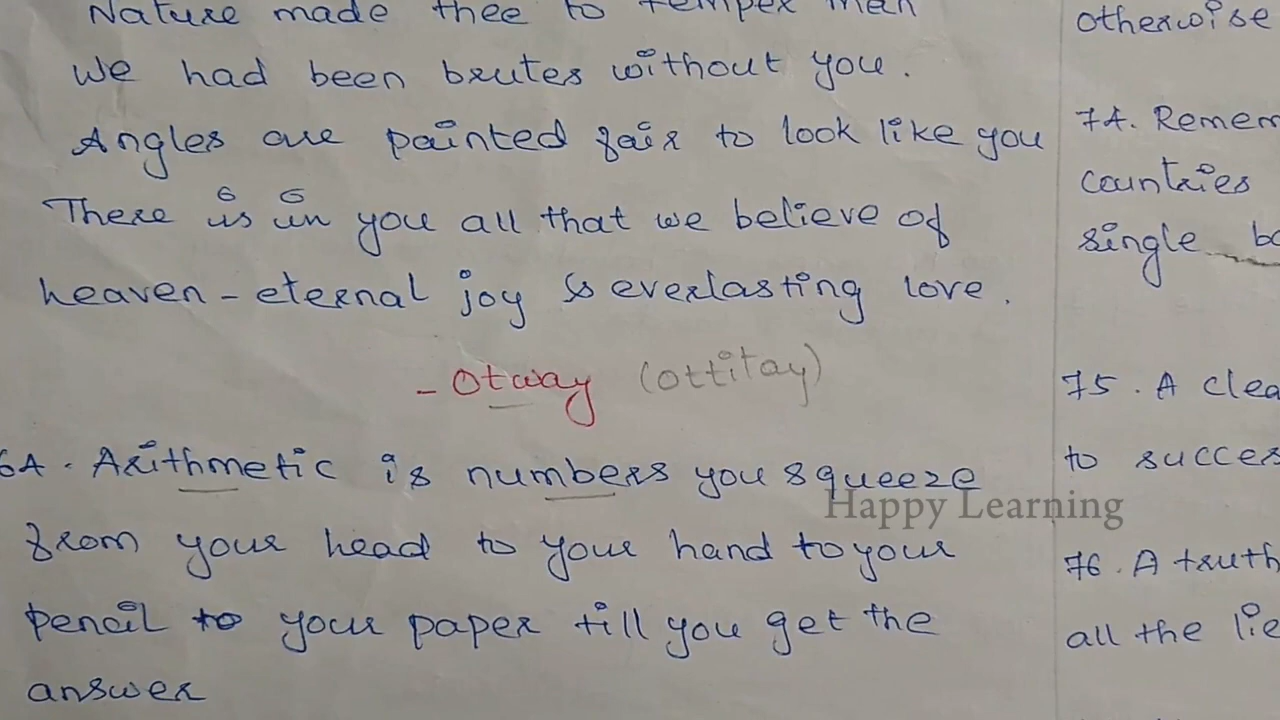 Nature made thee to temper man
We had been brutes without you.
Angles are painted fair to look like you
There is in you all that we believe of
heaven - eternal joy & everlasting love.
- Otway (ottitay)
64. Arithmetic is numbers you squeeze
from your head to your hand to your
pencil to your paper till you get the
answer
Happy Learning
otherwise
74. Remem
countries
single
75. A clea
to succes
76. A truth
all the lie